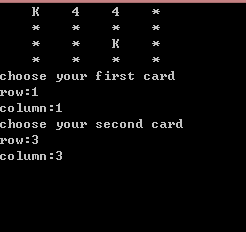 K 4 4 *
* * * *
* * K *
* * * *
choose your first card
row:1
column:1
choose your second card
row:3
column:3